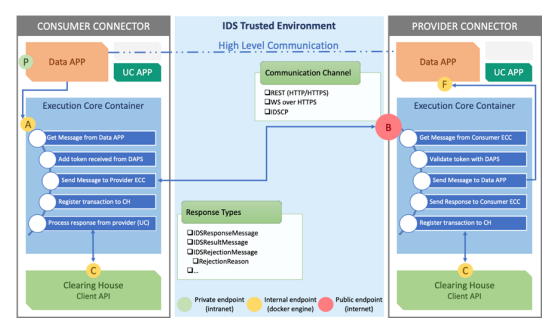 CONSUMER CONNECTOR
IDS Trusted Environment
PROVIDER CONNECTOR
High Level Communication
P
Data APP
UC APP
Data APP
UC APP
F
Communication Channel
❑REST (HTTP/HTTPS)
❑WS over HTTPS
❑IDSCP
A
Execution Core Container
Get Message from Data APP
Add token received from DAPS
Send Message to Provider ECC
Register transaction to CH
Process response from provider (UC)
B
Execution Core Container
Get Message from Consumer ECC
Validate token with DAPS
Send Message to Data APP
Send Response to Consumer ECC
Register transaction to CH
Response Types
❑IDSResponseMessage
❑IDSResultMessage
❑IDSRejectionMessage
❑RejectionReason
❑...
C
Clearing House
Client API
C
Clearing House
Client API
Private endpoint
(intranet)
Internal endpoint
(docker engine)
Public endpoint
(internet)